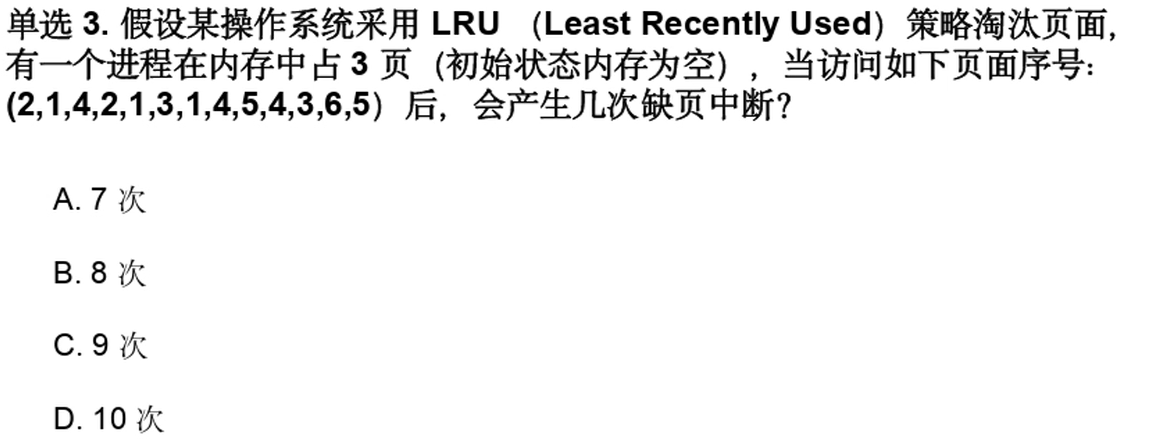 单选 3. 假设某操作系统采用 LRU （Least Recently Used）策略淘汰页面，
有一个进程在内存中占 3 页（初始状态内存为空），当访问如下页面序号：
(2,1,4,2,1,3,1,4,5,4,3,6,5）后，会产生几次缺页中断？
A. 7 次
B. 8 次
C. 9 次
D. 10 次